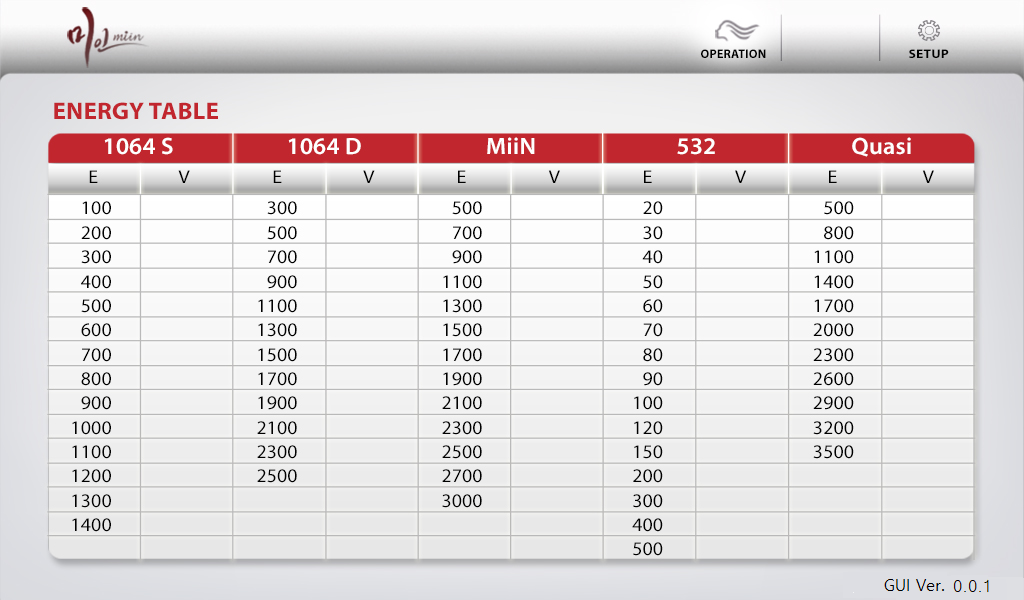 미인 miin
OPERATION SETUP
ENERGY TABLE
1064 S 1064 D MiiN 532 Quasi
E V E V E V E V E V
100 300 500 20 500
200 500 700 30 800
300 700 900 40 1100
400 900 1100 50 1400
500 1100 1300 60 1700
600 1300 1500 70 2000
700 1500 1700 80 2300
800 1700 1900 90 2600
900 1900 2100 100 2900
1000 2100 2300 120 3200
1100 2300 2500 150 3500
1200 2500 2700 200
1300 3000 300
1400 400
500
GUI Ver. 0.0.1